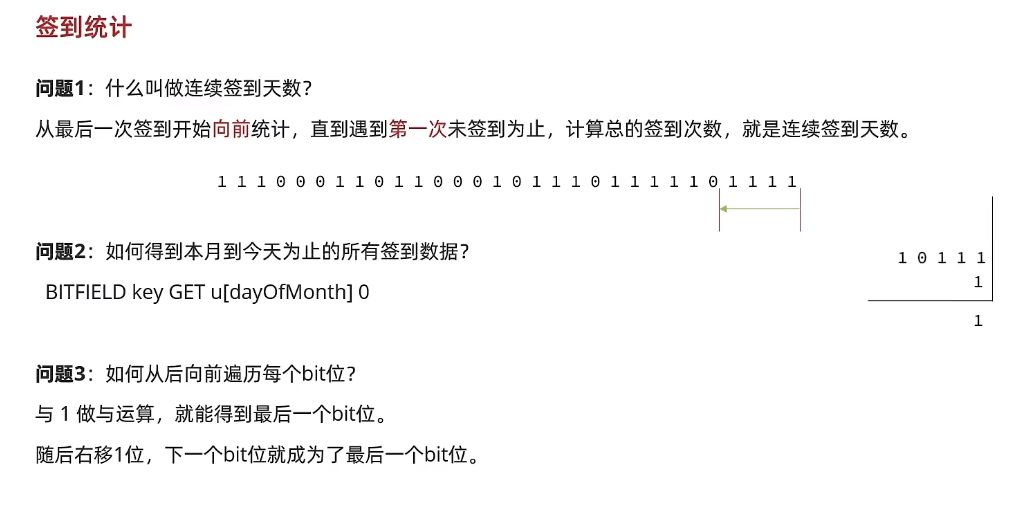 签到统计
问题1：什么叫做连续签到天数？
从最后一次签到开始向前统计，直到遇到第一次未签到为止，计算总的签到次数，就是连续签到天数。
1 1 1 0 0 0 1 1 0 1 1 0 0 0 1 0 1 1 1 0 1 1 1 1 1 0 1 1 1 1
问题2：如何得到本月到今天为止的所有签到数据？
BITFIELD key GET u[dayOfMonth] 0
1 0 1 1 1
1
1
问题3：如何从后向前遍历每个bit位？
与 1 做与运算，就能得到最后一个bit位。
随后右移1位，下一个bit位就成为了最后一个bit位。